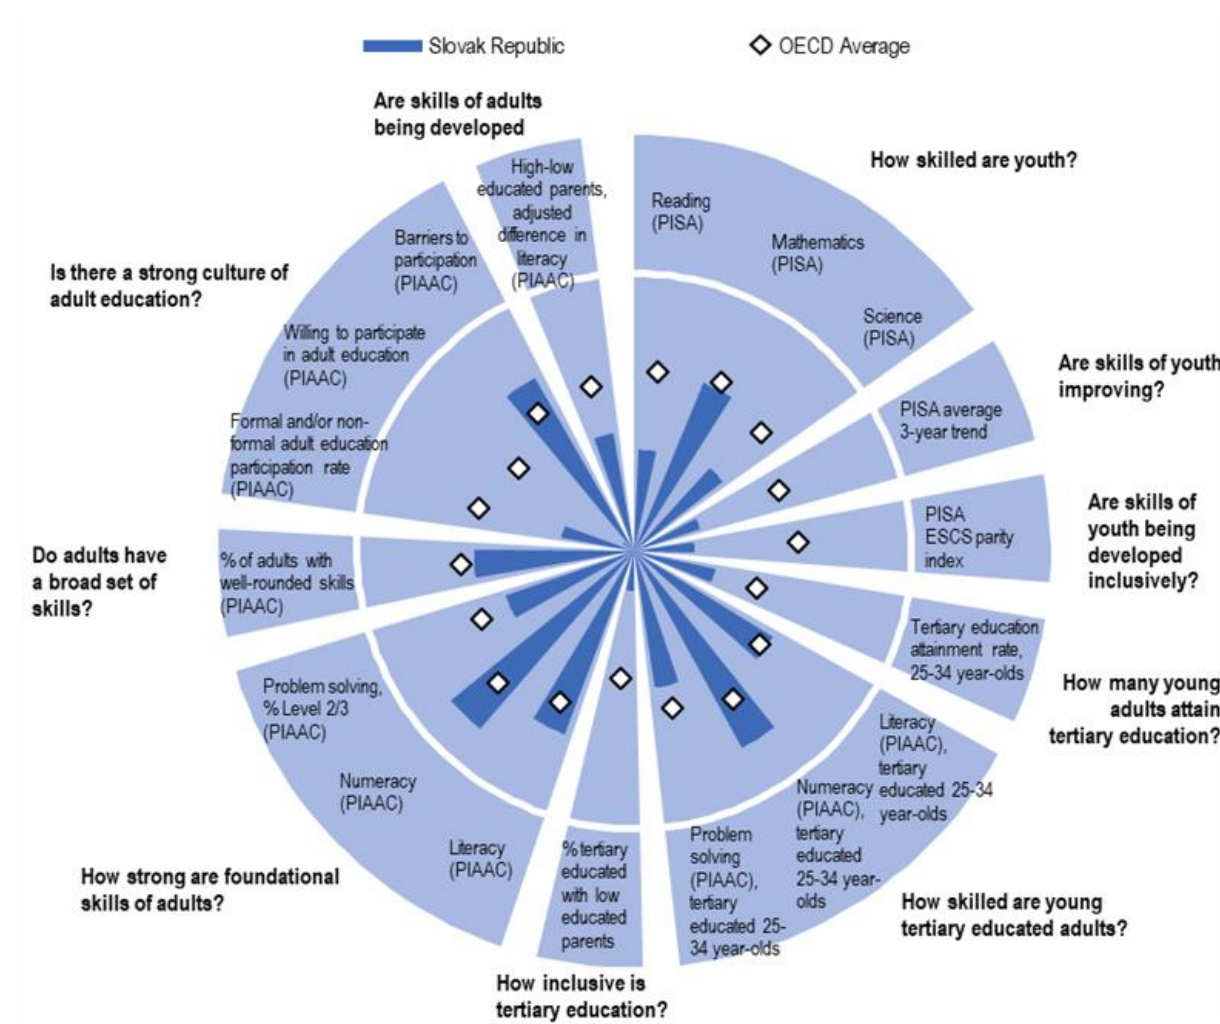 Slovak Republic
OECD Average
Are skills of adults
being developed
How skilled are youth?
High-low
educated parents,
adjusted
difference in
literacy
(PIAAC)
Reading
(PISA)
Mathematics
(PISA)
Science
(PISA)
Barriers to
participation
(PIAAC)
Is there a strong culture of
adult education?
Willing to participate
in adult education
(PIAAC)
Formal and/or non-
formal adult education
participation rate
(PIAAC)
Are skills of youth
improving?
PISA average
3-year trend
Are skills of
youth being
developed
inclusively?
PISA
ESCS parity
index
Do adults have
a broad set of
skills?
% of adults with
well-rounded skills
(PIAAC)
Tertiary education
attainment rate,
25-34 year-olds
How many young
adults attain
tertiary education?
Problem solving,
% Level 2/3
(PIAAC)
Numeracy
(PIAAC)
Literacy
(PIAAC)
How strong are foundational
skills of adults?
Literacy
(PIAAC),
tertiary
educated 25-34
year-olds
Numeracy
(PIAAC),
tertiary
educated
25-34 year-
olds
Problem
solving
(PIAAC),
tertiary
educated 25-
34 year-olds
How skilled are young
tertiary educated adults?
% tertiary
educated
with low
educated
parents
How inclusive is
tertiary education?